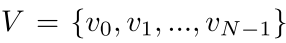 V = {v_0, v_1, ..., v_{N-1}}